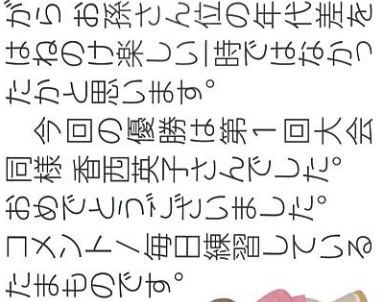 がら お孫さん位の年代差を
はねのけ楽しい一時ではなかっ
たかと思います。
今回の優勝は第1回大会
同様 香西英子さんでした。
おめでとうございました。
コメント/毎日練習している
たまものです。